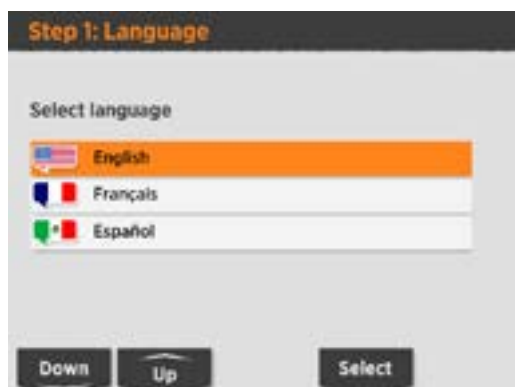 Step 1: Language
Select language
English
Français
Español
Down
Up
Select